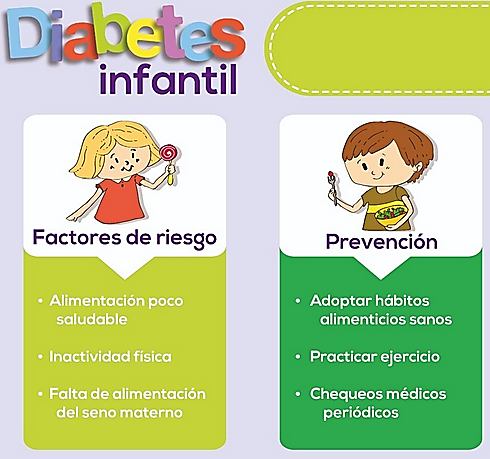 Diabetes
infantil
Factores de riesgo
• Alimentación poco
saludable
• Inactividad física
• Falta de alimentación
del seno materno
Prevención
• Adoptar hábitos
alimenticios sanos
• Practicar ejercicio
• Chequeos médicos
periódicos